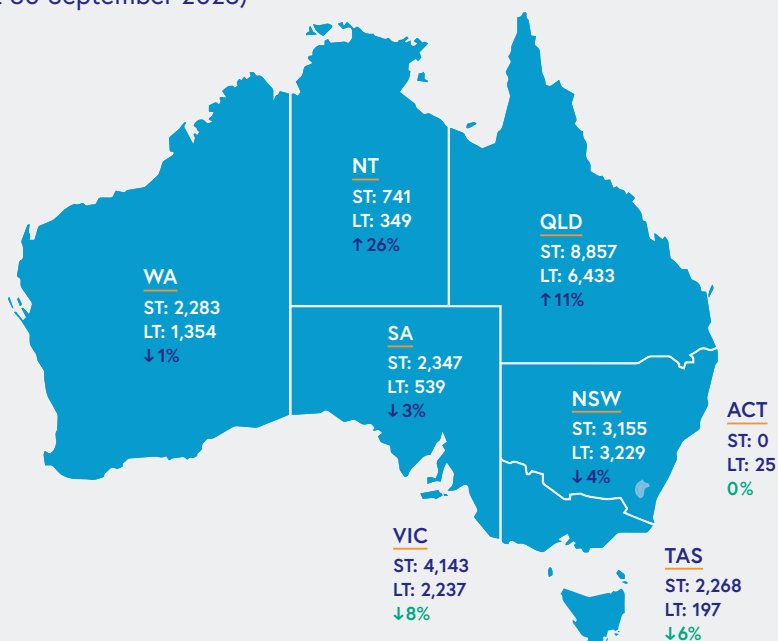 30 September 2023)
NT
ST: 741
LT: 349
↑ 26%
QLD
ST: 8,857
LT: 6,433
↑ 11%
WA
ST: 2,283
LT: 1,354
↓ 1%
SA
ST: 2,347
LT: 539
↓ 3%
NSW
ST: 3,155
LT: 3,229
↓ 4%
ACT
ST: 0
LT: 25
0%
VIC
ST: 4,143
LT: 2,237
↓8%
TAS
ST: 2,268
LT: 197
↓6%